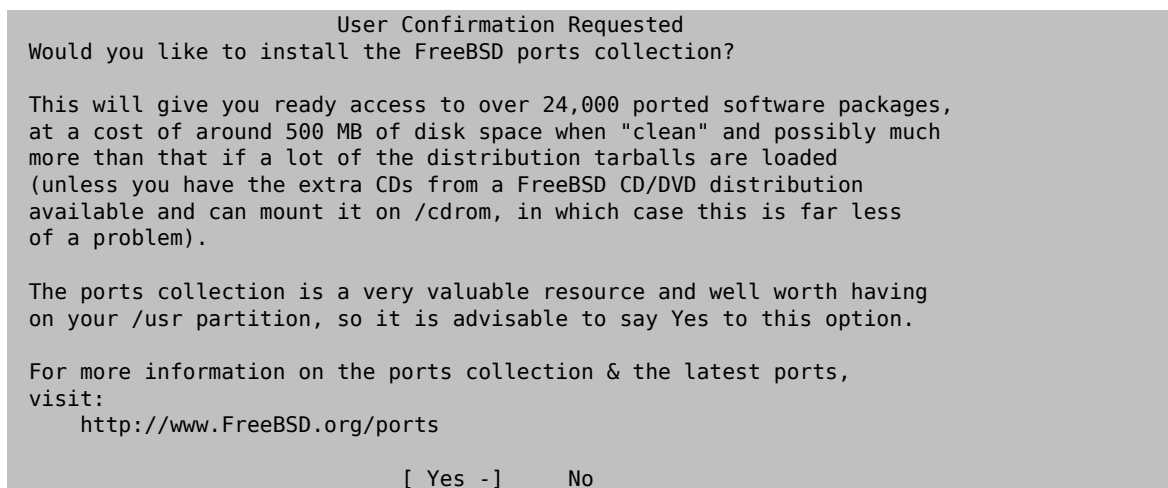 User Confirmation Requested
Would you like to install the FreeBSD ports collection?
This will give you ready access to over 24,000 ported software packages,
at a cost of around 500 MB of disk space when "clean" and possibly much
more than that if a lot of the distribution tarballs are loaded
(unless you have the extra CDs from a FreeBSD CD/DVD distribution
available and can mount it on /cdrom, in which case this is far less
of a problem).
The ports collection is a very valuable resource and well worth having
on your /usr partition, so it is advisable to say Yes to this option.
For more information on the ports collection & the latest ports,
visit:
http://www.FreeBSD.org/ports
[ Yes -] No